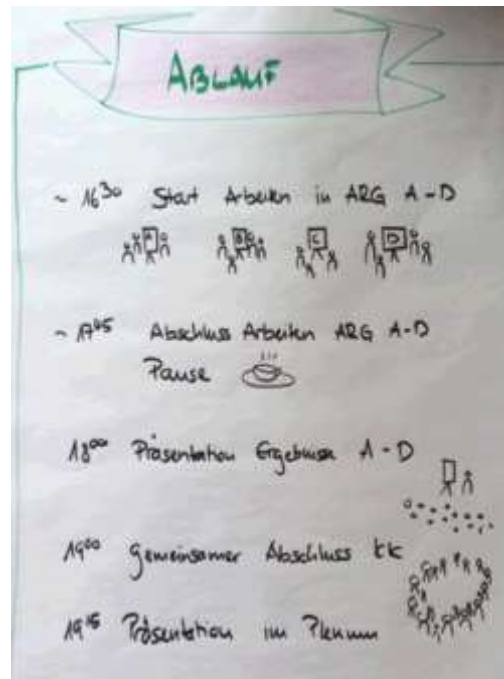 ABLAUF
~ 16³⁰ Start Arbeiten in ARG A-D
A B C D
~ 17⁴⁵ Abschluss Arbeiten ARG A-D
Pause
18⁰⁰ Präsentation Ergebnisse A-D
19⁰⁰ Gemeinsamer Abschluss KK
19¹⁵ Präsentation im Plenum